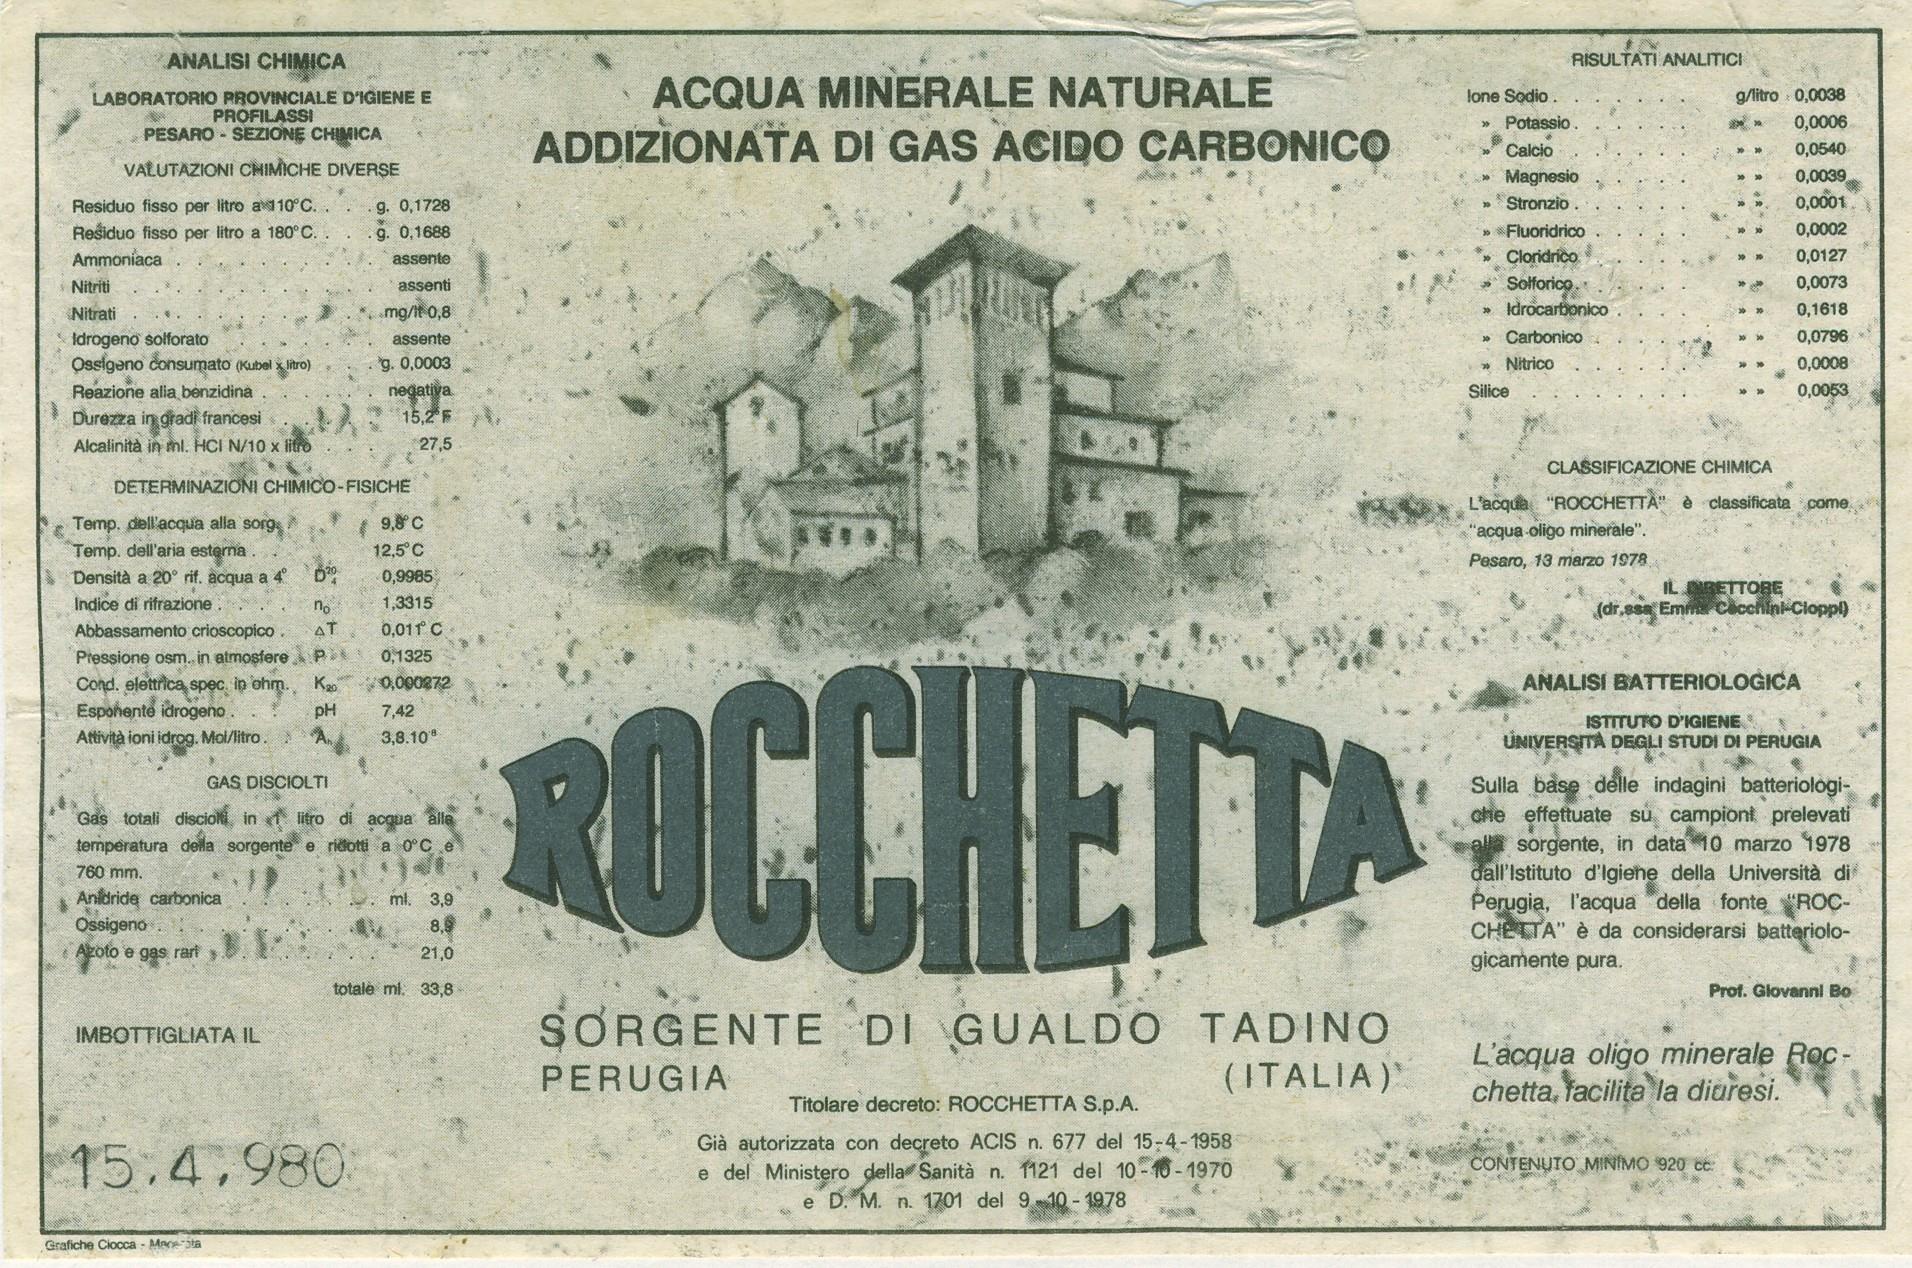 ANALISI CHIMICA
LABORATORIO PROVINCIALE D'IGIENE E
PROFILASSI
PESARO - SEZIONE CHIMICA
VALUTAZIONI CHIMICHE DIVERSE
Residuo fisso per litro a 110°C. . . . g. 0,1728
Residuo fisso per litro a 180°C. . . . g. 0,1688
Ammoniaca . . . . . . . . assente
Nitriti . . . . . . . . . assenti
Nitrati . . . . . . . . . mg/lt 0,8
Idrogeno solforato . . . . . . assente
Ossigeno consumato (Kubel x litro) . . . g. 0,0003
Reazione alla benzidina . . . . . negativa
Durezza in gradi francesi . . . . 15,2°F
Alcalinità in ml. HCl N/10 x litro . . . 27,5
DETERMINAZIONI CHIMICO-FISICHE
Temp. dell'acqua alla sorg. 9,8°C
Temp. dell'aria esterna . . 12,5°C
Densità a 20° rif. acqua a 4° D²⁰₄ 0,9985
Indice di rifrazione . . . . n₀ 1,3315
Abbassamento crioscopico . △T 0,011°C
Pressione osm. in atmosfere P 0,1325
Cond. elettrica spec. in ohm. K₂₀ 0,000272
Esponente idrogeno . . . pH 7,42
Attività ioni idrog. Mol/litro . . A. 3,8.10⁸
GAS DISCIOLTI
Gas totali disciolti in 1 litro di acqua alla
temperatura della sorgente e ridotti a 0°C e
760 mm.
Anidride carbonica . . . . . . ml. 3,9
Ossigeno . . . . . . . . . 8,9
Azoto e gas rari . . . . . . . 21,0
totale ml. 33,8
IMBOTTIGLIATA IL
15.4.980
Grafiche Ciocca - Macerata
ACQUA MINERALE NATURALE
ADDIZIONATA DI GAS ACIDO CARBONICO
ROCCHETTA
SORGENTE DI GUALDO TADINO
PERUGIA (ITALIA)
Titolare decreto: ROCCHETTA S.p.A.
Già autorizzata con decreto ACIS n. 677 del 15-4-1958
e del Ministero della Sanità n. 1121 del 10-10-1970
e D. M. n. 1701 del 9-10-1978
RISULTATI ANALITICI
Ione Sodio . . . . . . . g/litro 0,0038
» Potassio . . . . . . » » 0,0006
» Calcio . . . . . . » » 0,0540
» Magnesio . . . . . » » 0,0039
» Stronzio . . . . . . » » 0,0001
» Fluoridrico . . . . . » » 0,0002
» Cloridrico . . . . . » » 0,0127
» Solforico . . . . . . » » 0,0073
» Idrocarbonico . . . . » » 0,1618
» Carbonico . . . . . » » 0,0796
» Nitrico . . . . . . » » 0,0008
Silice . . . . . . . . » » 0,0053
CLASSIFICAZIONE CHIMICA
L'acqua "ROCCHETTA" è classificata come
"acqua oligo minerale".
Pesaro, 13 marzo 1978
IL DIRETTORE
(dr.ssa Emma Cecchini-Cioppi)
ANALISI BATTERIOLOGICA
ISTITUTO D'IGIENE
UNIVERSITÀ DEGLI STUDI DI PERUGIA
Sulla base delle indagini batteriologi-
che effettuate su campioni prelevati
alla sorgente, in data 10 marzo 1978
dall'Istituto d'Igiene della Università di
Perugia, l'acqua della fonte "ROC-
CHETTA" è da considerarsi batteriolo-
gicamente pura.
Prof. Giovanni Bo
L'acqua oligo minerale Roc-
chetta facilita la diuresi.
CONTENUTO MINIMO 920 cc.